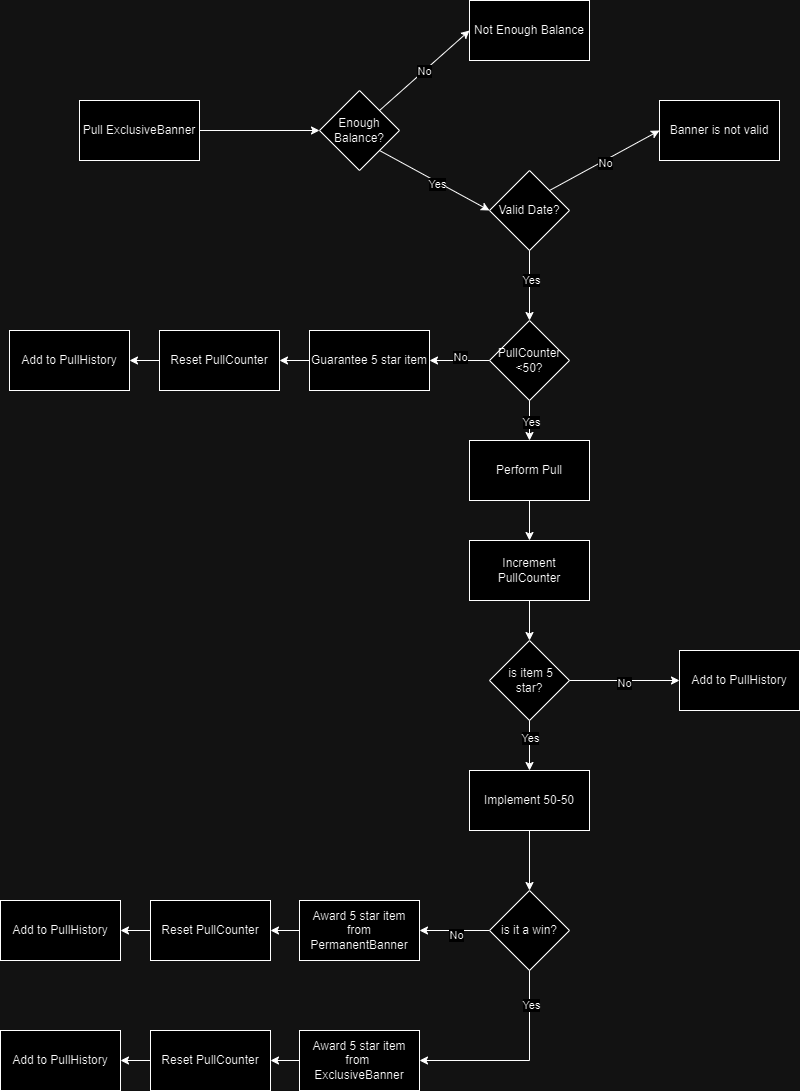 Not Enough Balance
No
Pull ExclusiveBanner
Enough
Balance?
Banner is not valid
No
Yes
Valid Date?
Yes
Add to PullHistory
Reset PullCounter
Guarantee 5 star item
No
PullCounter
<50?
Yes
Perform Pull
Increment
PullCounter
is item 5
star?
No
Add to PullHistory
Yes
Implement 50-50
Add to PullHistory
Reset PullCounter
Award 5 star item
from
PermanentBanner
No
is it a win?
Yes
Add to PullHistory
Reset PullCounter
Award 5 star item
from
ExclusiveBanner